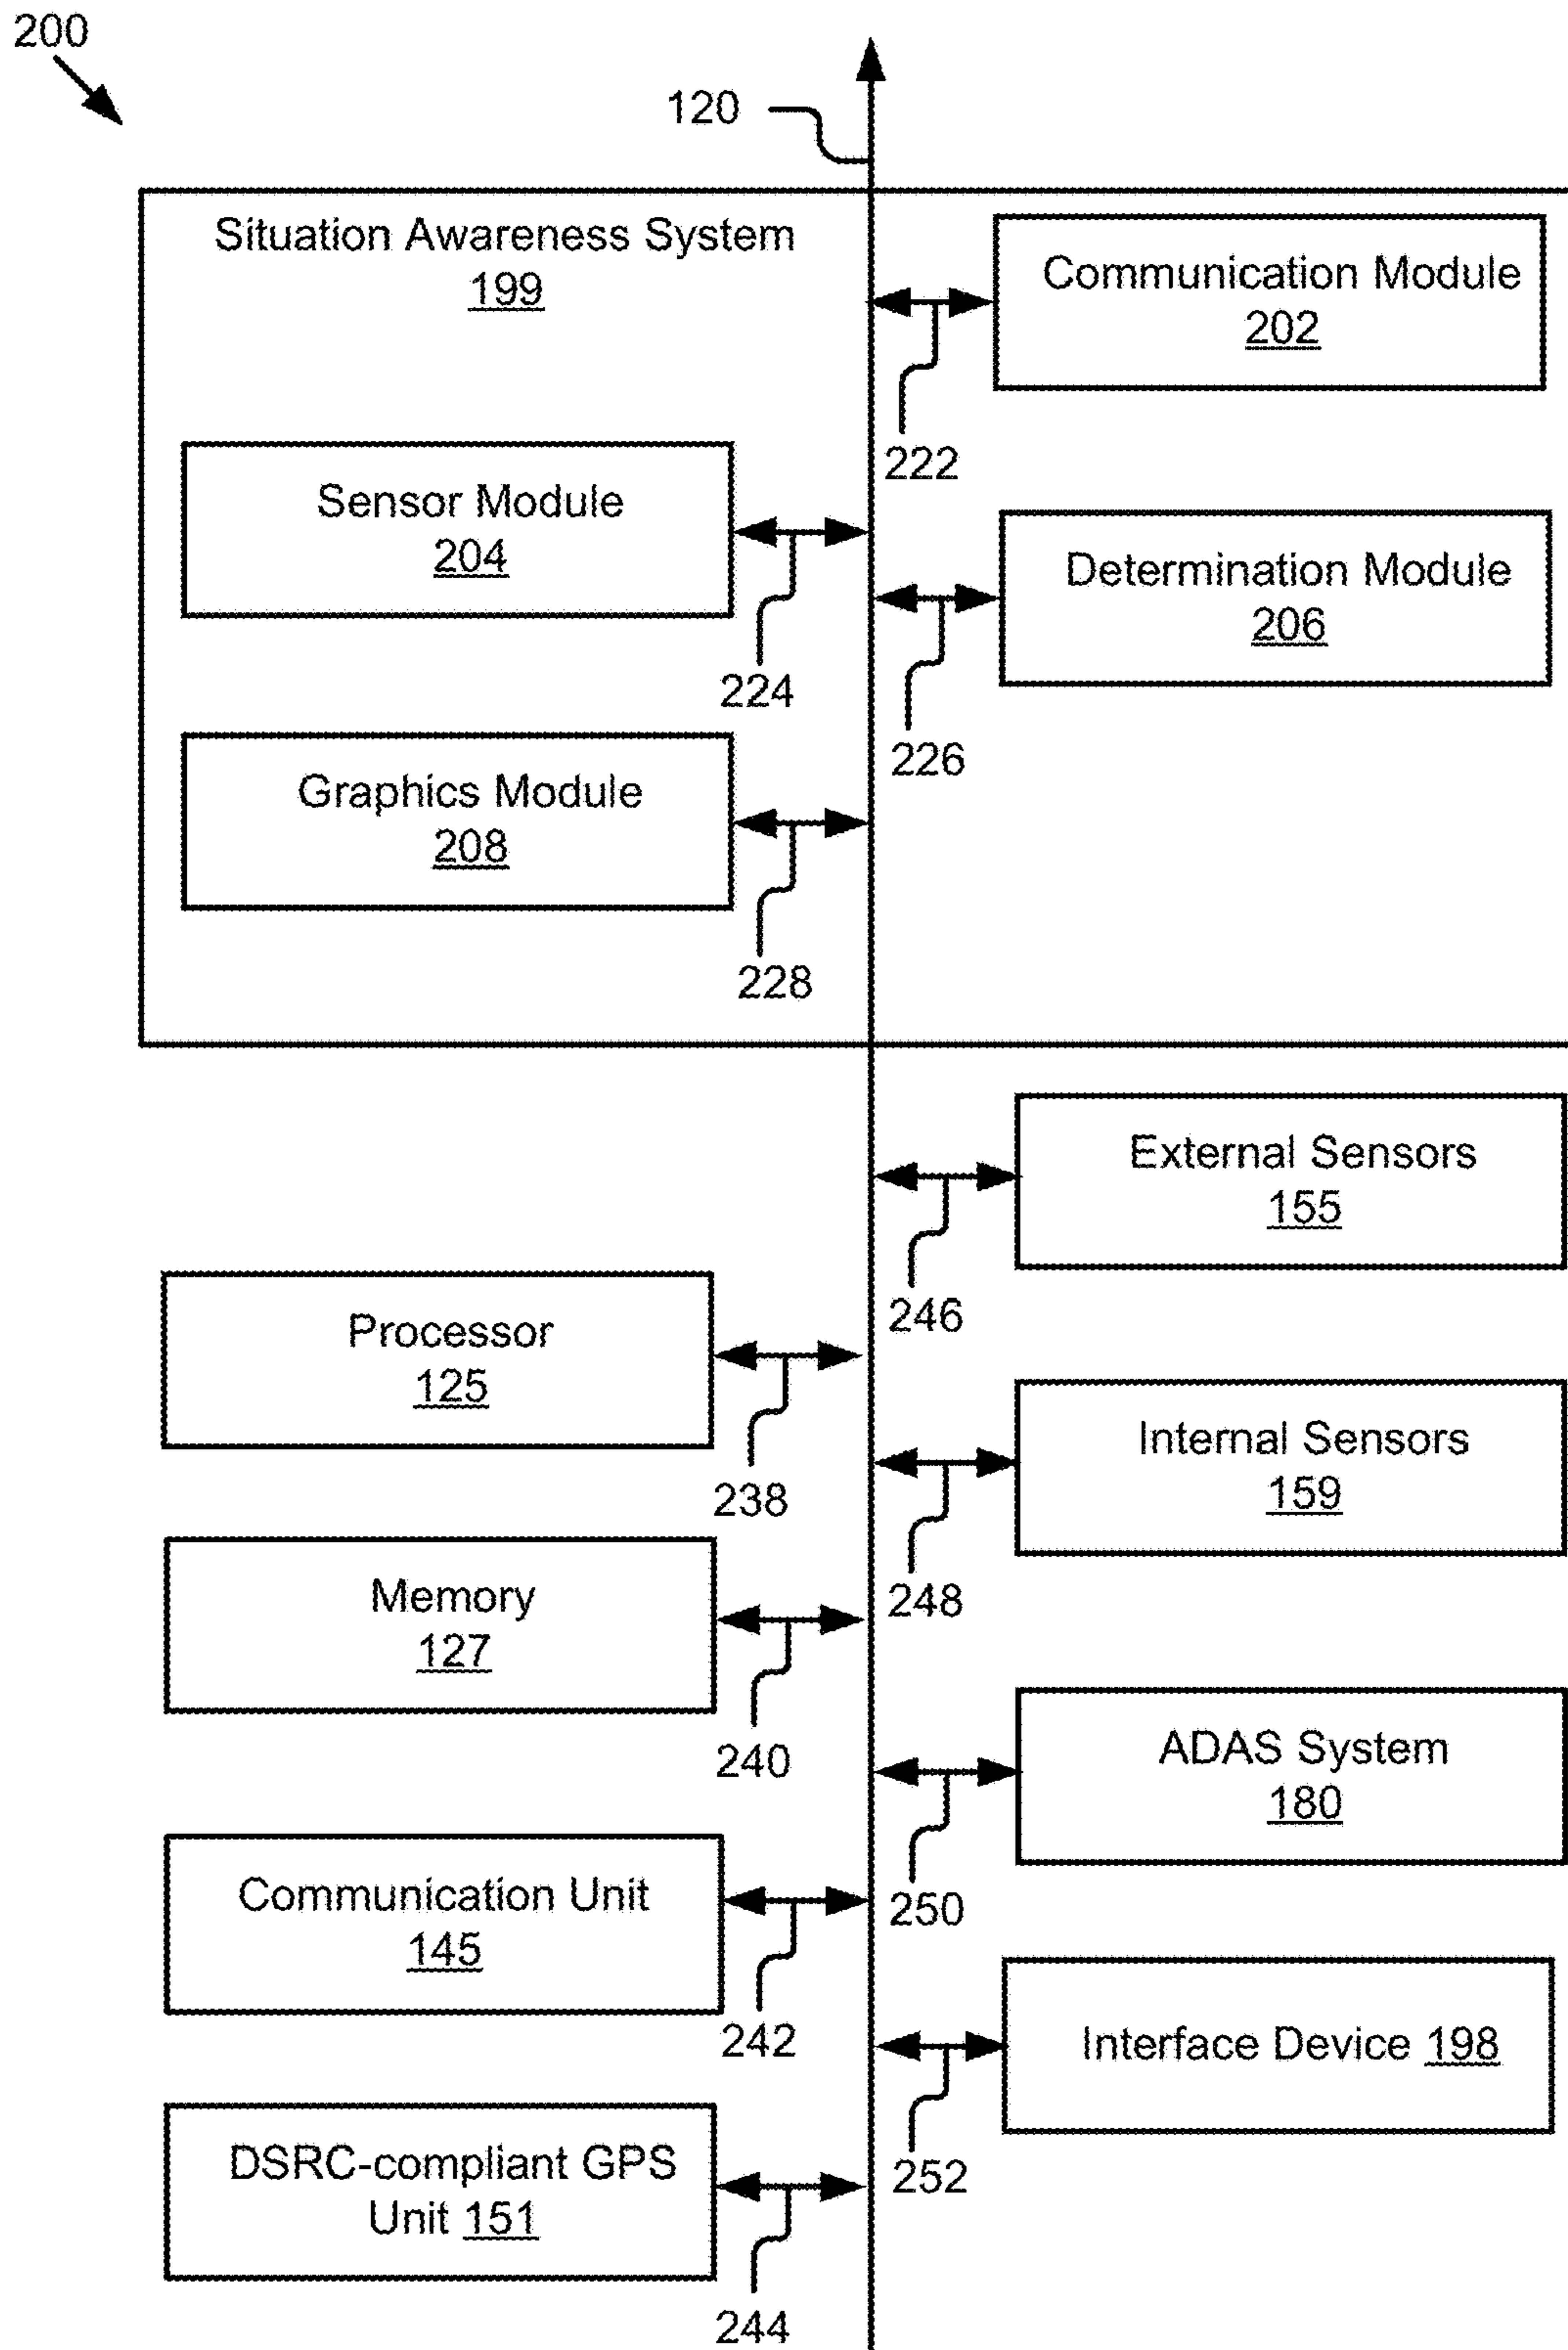 200
120
Situation Awareness System
199
Communication Module
202
222
Sensor Module
204
224
Determination Module
206
226
Graphics Module
208
228
External Sensors
155
246
Processor
125
238
Internal Sensors
159
248
Memory
127
240
ADAS System
180
250
Communication Unit
145
242
Interface Device 198
252
DSRC-compliant GPS
Unit 151
244